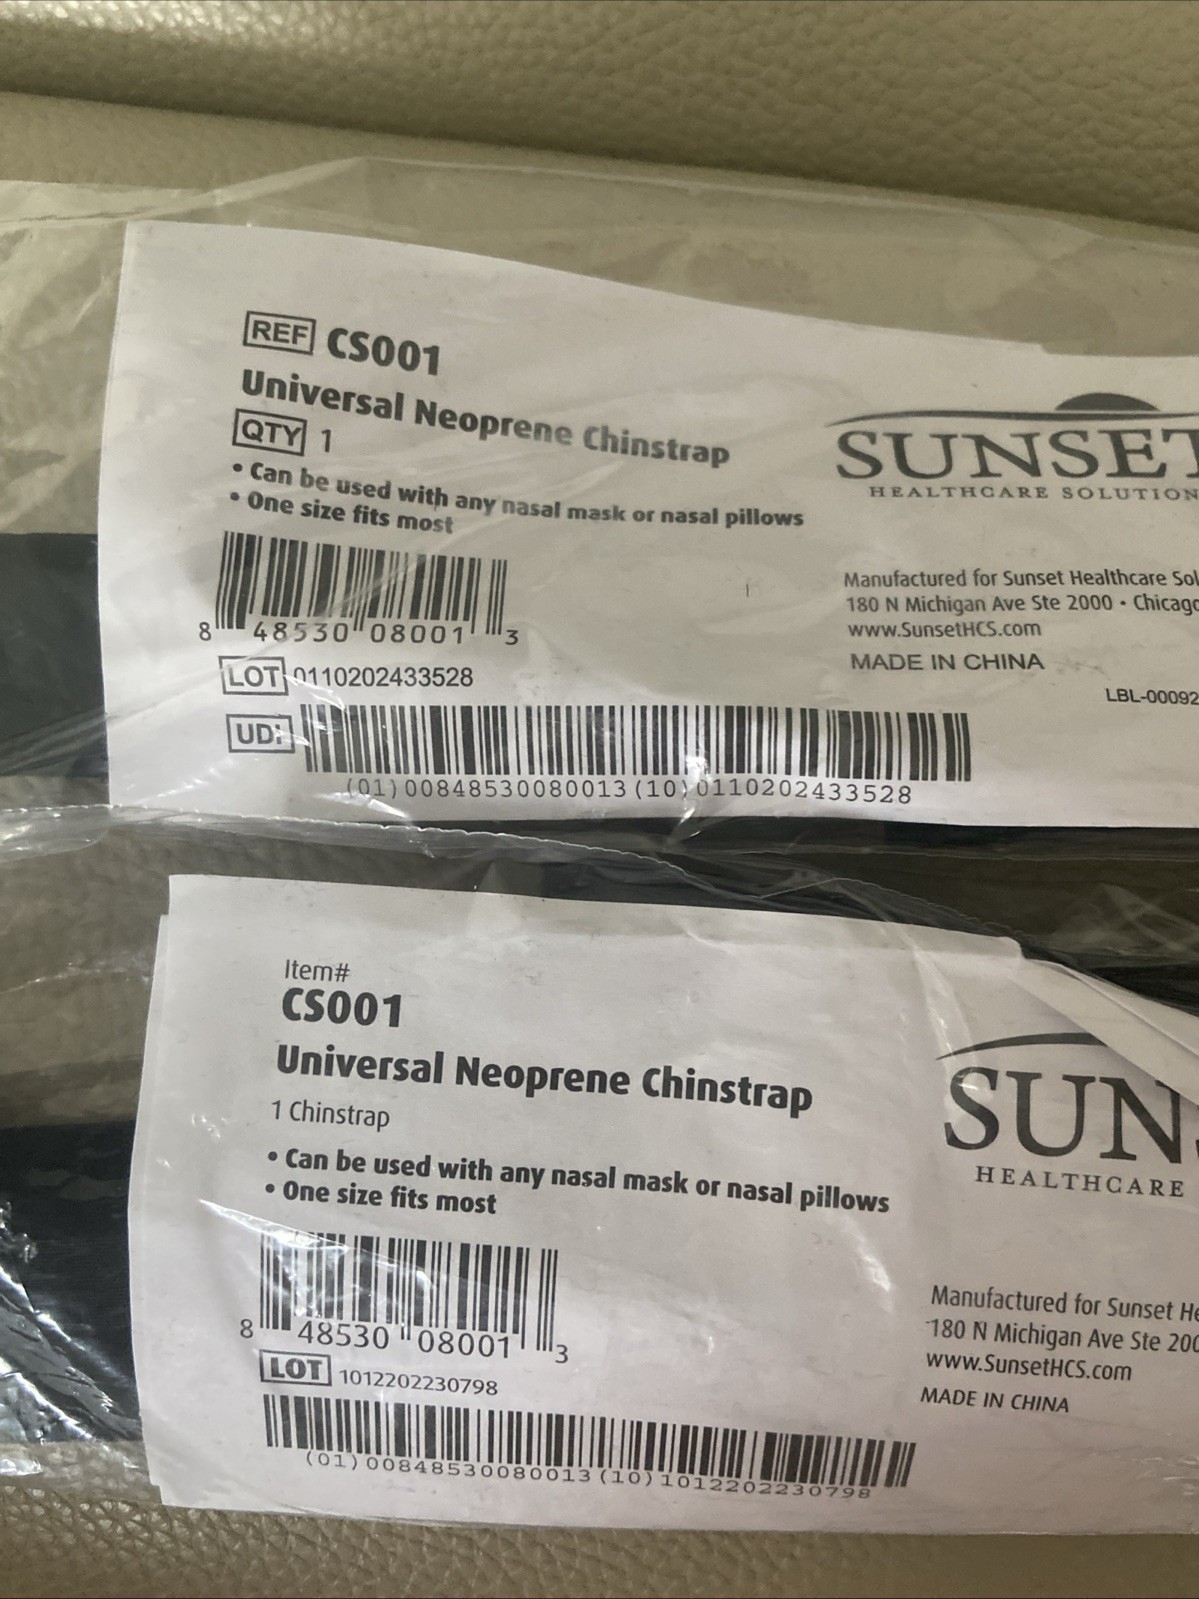 REF CS001
Universal Neoprene Chinstrap
QTY 1
• Can be used with any nasal mask or nasal pillows
• One size fits most
8 48530 08001 3
LOT 0110202433528
UDI
(01)00848530080013(10)0110202433528
SUNSET
HEALTHCARE SOLUTION
Manufactured for Sunset Healthcare Sol
180 N Michigan Ave Ste 2000 • Chicago
www.SunsetHCS.com
MADE IN CHINA
LBL-00092
Item#
CS001
Universal Neoprene Chinstrap
1 Chinstrap
• Can be used with any nasal mask or nasal pillows
• One size fits most
8 48530 08001 3
LOT 1012202230798
(01)00848530080013(10)1012202230798
SUN
HEALTHCARE
Manufactured for Sunset He
180 N Michigan Ave Ste 200
www.SunsetHCS.com
MADE IN CHINA